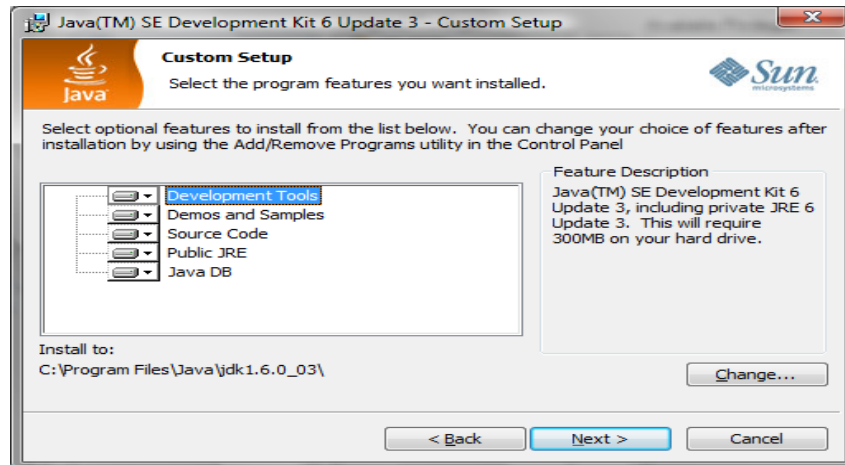 Java(TM) SE Development Kit 6 Update 3 - Custom Setup
Java
Custom Setup
Select the program features you want installed.
Sun
microsystems
Select optional features to install from the list below. You can change your choice of features after
installation by using the Add/Remove Programs utility in the Control Panel
Development Tools
Demos and Samples
Source Code
Public JRE
Java DB
Feature Description
Java(TM) SE Development Kit 6
Update 3, including private JRE 6
Update 3. This will require
300MB on your hard drive.
Install to:
C:\Program Files\Java\jdk1.6.0_03\
Change...
< Back
Next >
Cancel